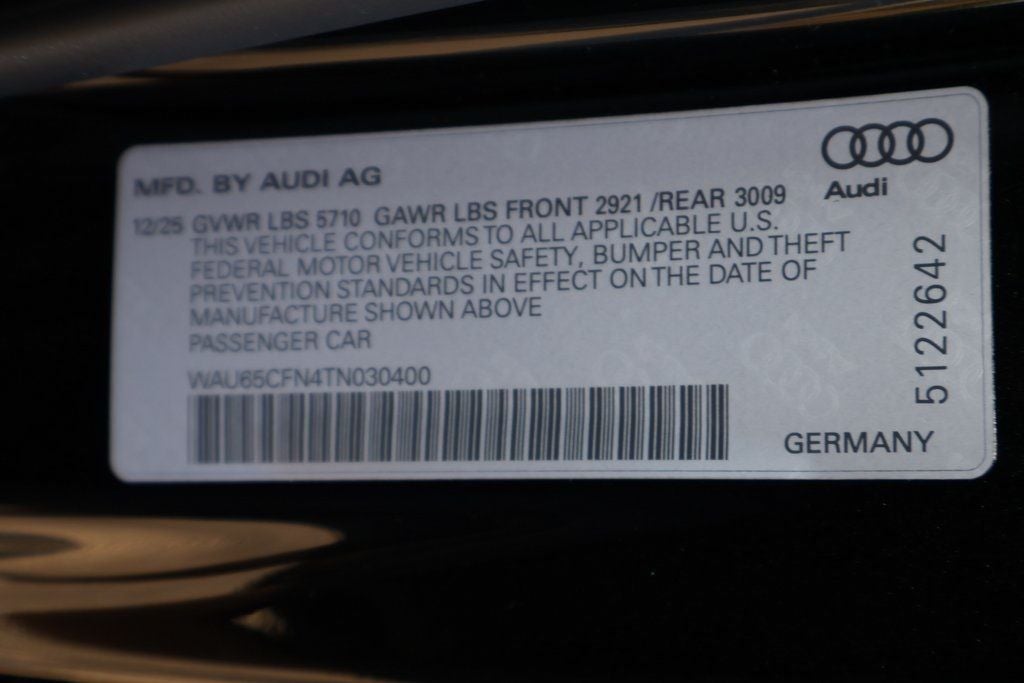 MFD. BY AUDI AG
Audi
12/25 GVWR LBS 5710 GAWR LBS FRONT 2921 /REAR 3009
THIS VEHICLE CONFORMS TO ALL APPLICABLE U.S.
FEDERAL MOTOR VEHICLE SAFETY, BUMPER AND THEFT
PREVENTION STANDARDS IN EFFECT ON THE DATE OF
MANUFACTURE SHOWN ABOVE
PASSENGER CAR
WAU65CFN4TN030400
5122642
GERMANY